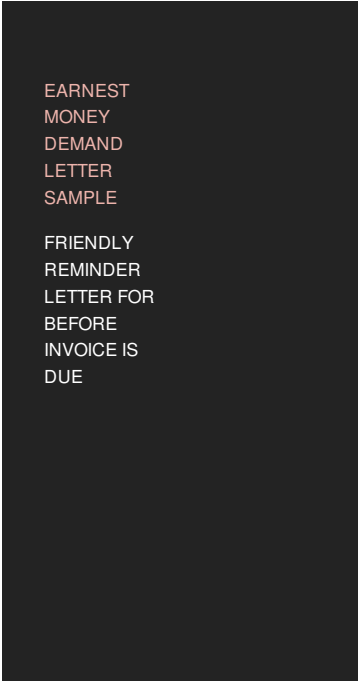 EARNEST
MONEY
DEMAND
LETTER
SAMPLE
FRIENDLY
REMINDER
LETTER FOR
BEFORE
INVOICE IS
DUE